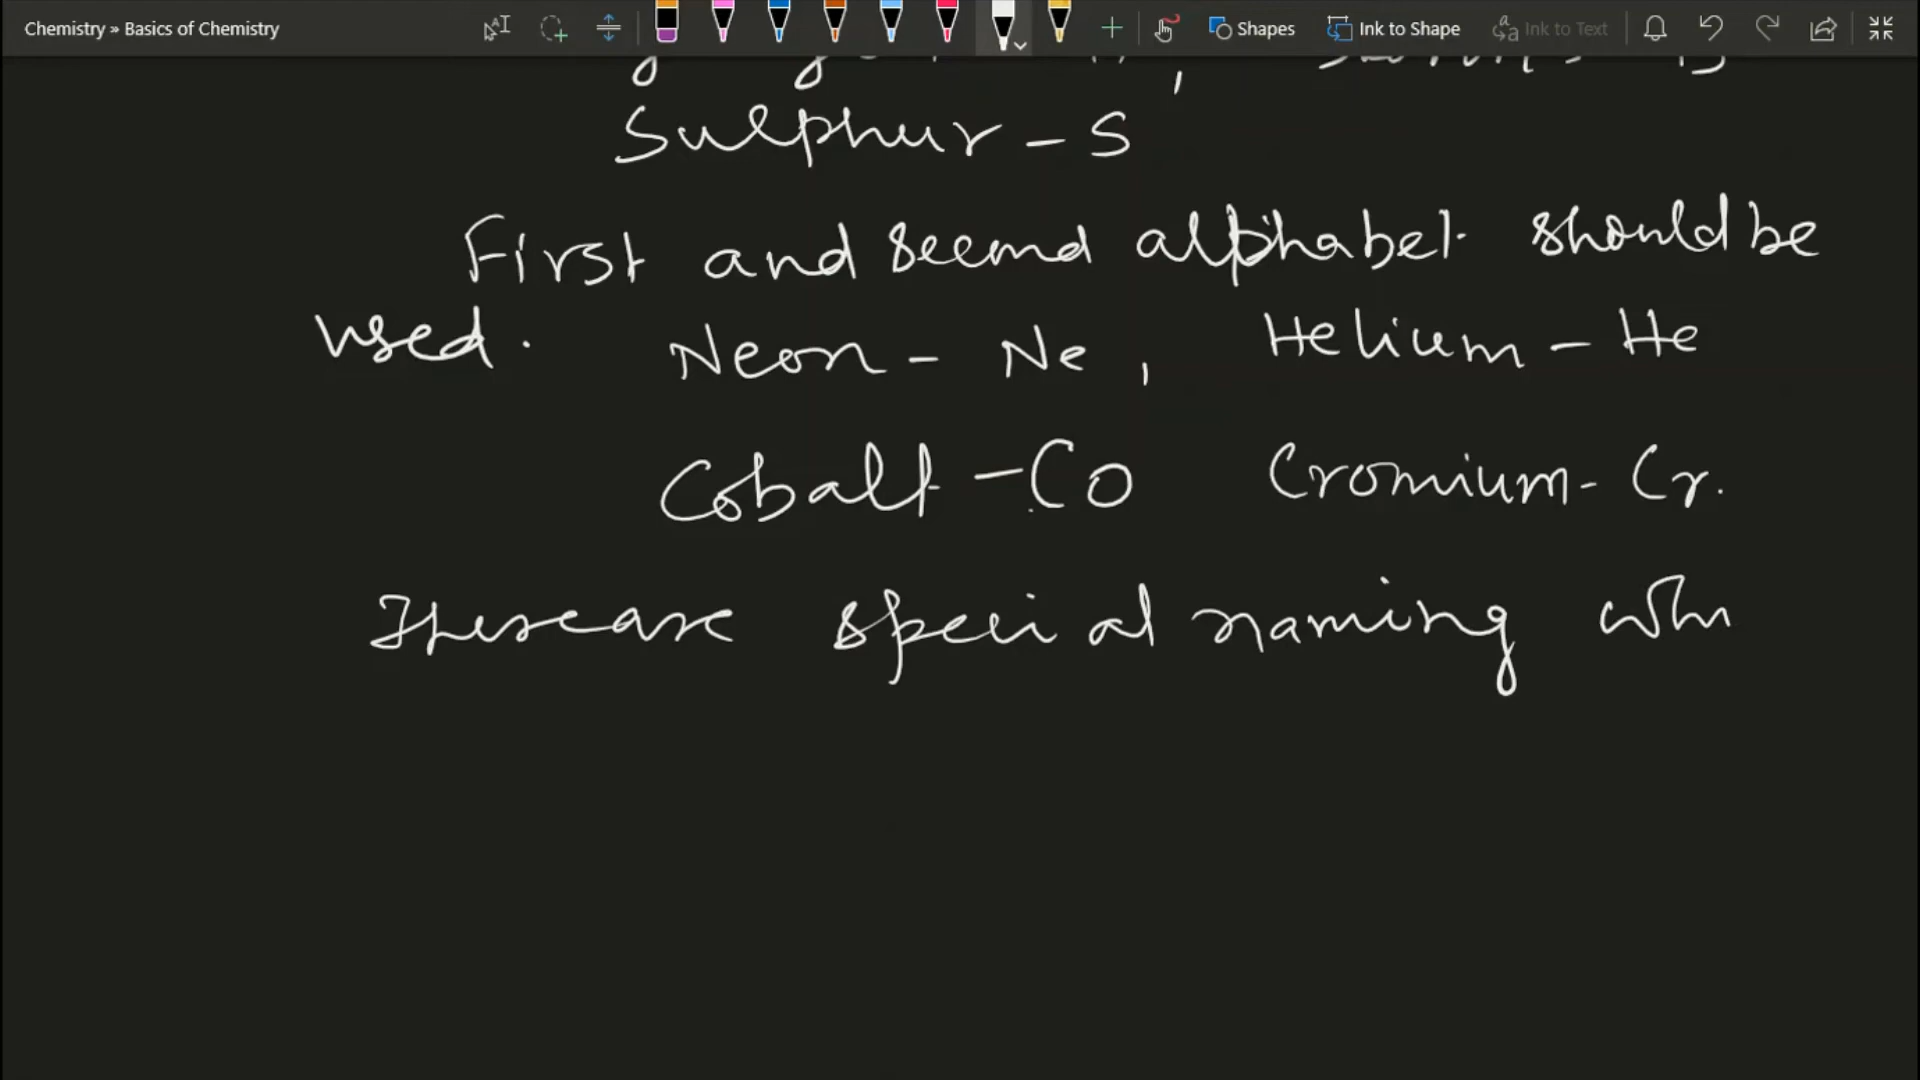 Chemistry » Basics of Chemistry
Shapes Ink to Shape Ink to Text
Sulphur - S
First and second alphabet should be
used. Neon - Ne, Helium - He
Cobalt - Co Cromium - Cr.
There are special naming